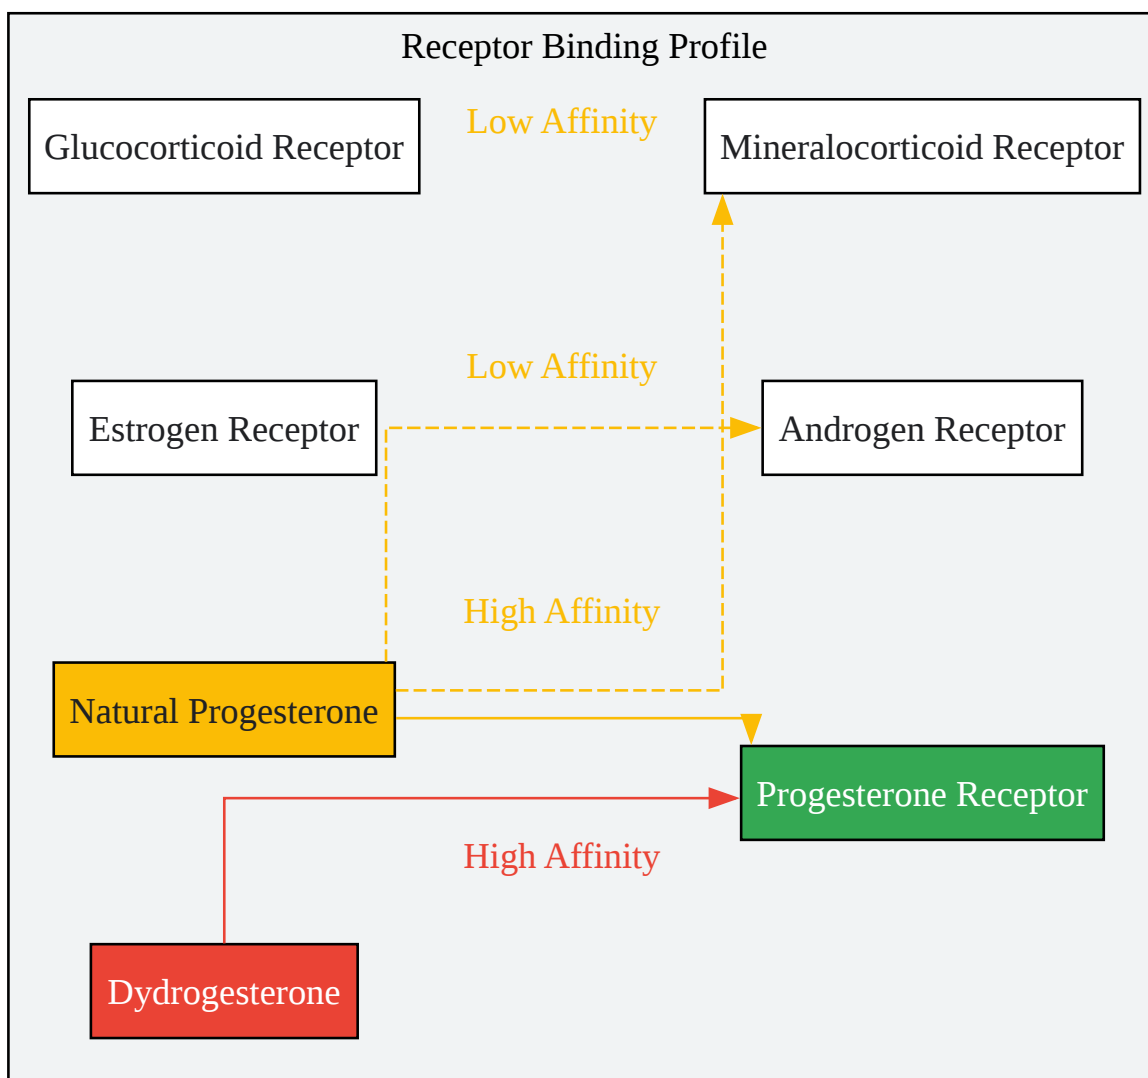 Receptor Binding Profile
Glucocorticoid Receptor
Low Affinity
Mineralocorticoid Receptor
Low Affinity
Estrogen Receptor
Androgen Receptor
High Affinity
Natural Progesterone
Progesterone Receptor
High Affinity
Dydrogesterone